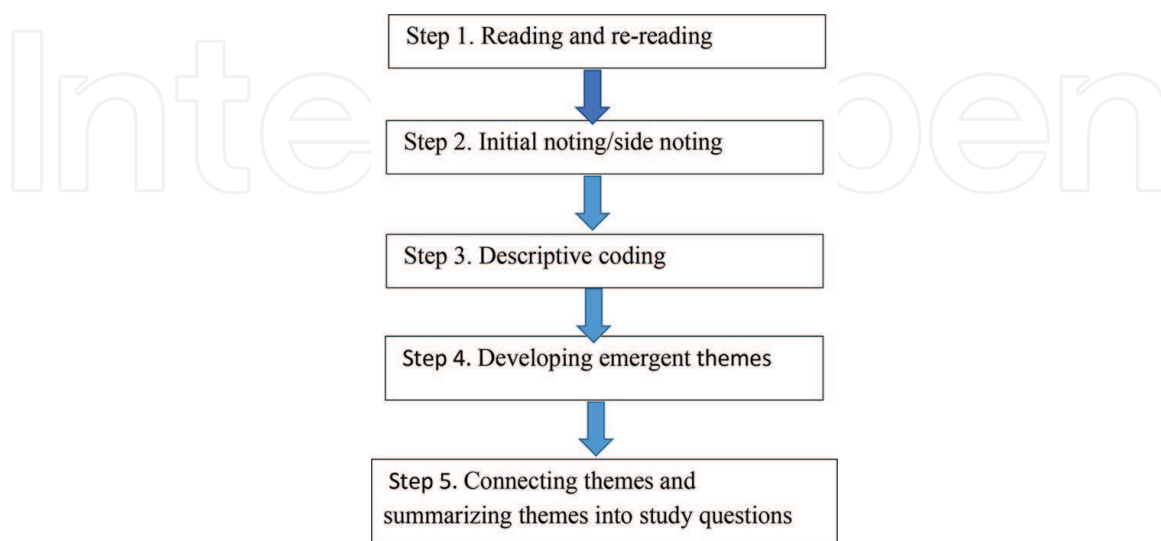 Step 1. Reading and re-reading
Step 2. Initial noting/side noting
Step 3. Descriptive coding
Step 4. Developing emergent themes
Step 5. Connecting themes and
summarizing themes into study questions